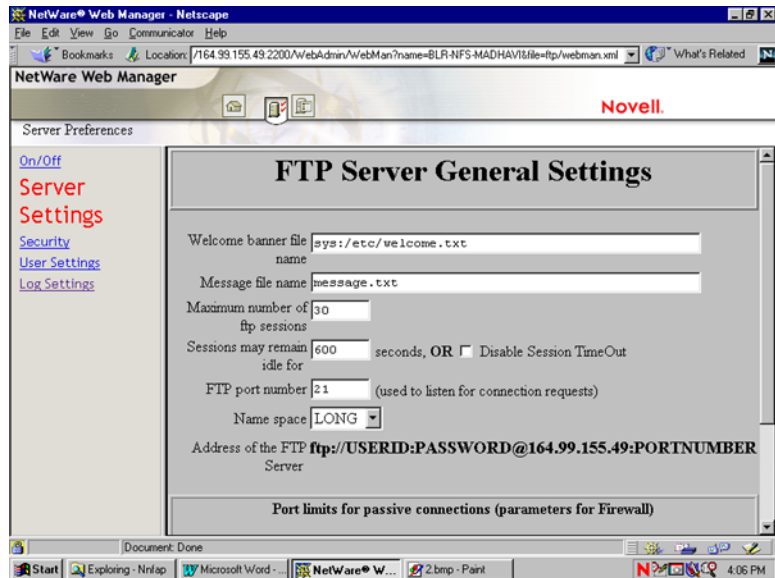 NetWare® Web Manager - Netscape
File Edit View Go Communicator Help
Bookmarks Location: /164.99.155.49:2200/WebAdmin/WebMan?name=BLR-NFS-MADHAVI&file=ftp/webman.xml What's Related
NetWare Web Manager
Novell.
Server Preferences
On/Off
Server
Settings
Security
User Settings
Log Settings
FTP Server General Settings
Welcome banner file
name
sys:/etc/welcome.txt
Message file name message.txt
Maximum number of
ftp sessions
30
Sessions may remain
idle for
600 seconds, OR Disable Session TimeOut
FTP port number 21 (used to listen for connection requests)
Name space LONG
Address of the FTP
Server
ftp://USERID:PASSWORD@164.99.155.49:PORTNUMBER
Port limits for passive connections (parameters for Firewall)
Document: Done
Start Exploring - Nnfap Microsoft Word - ... NetWare® W... 2.bmp - Paint 4:06 PM